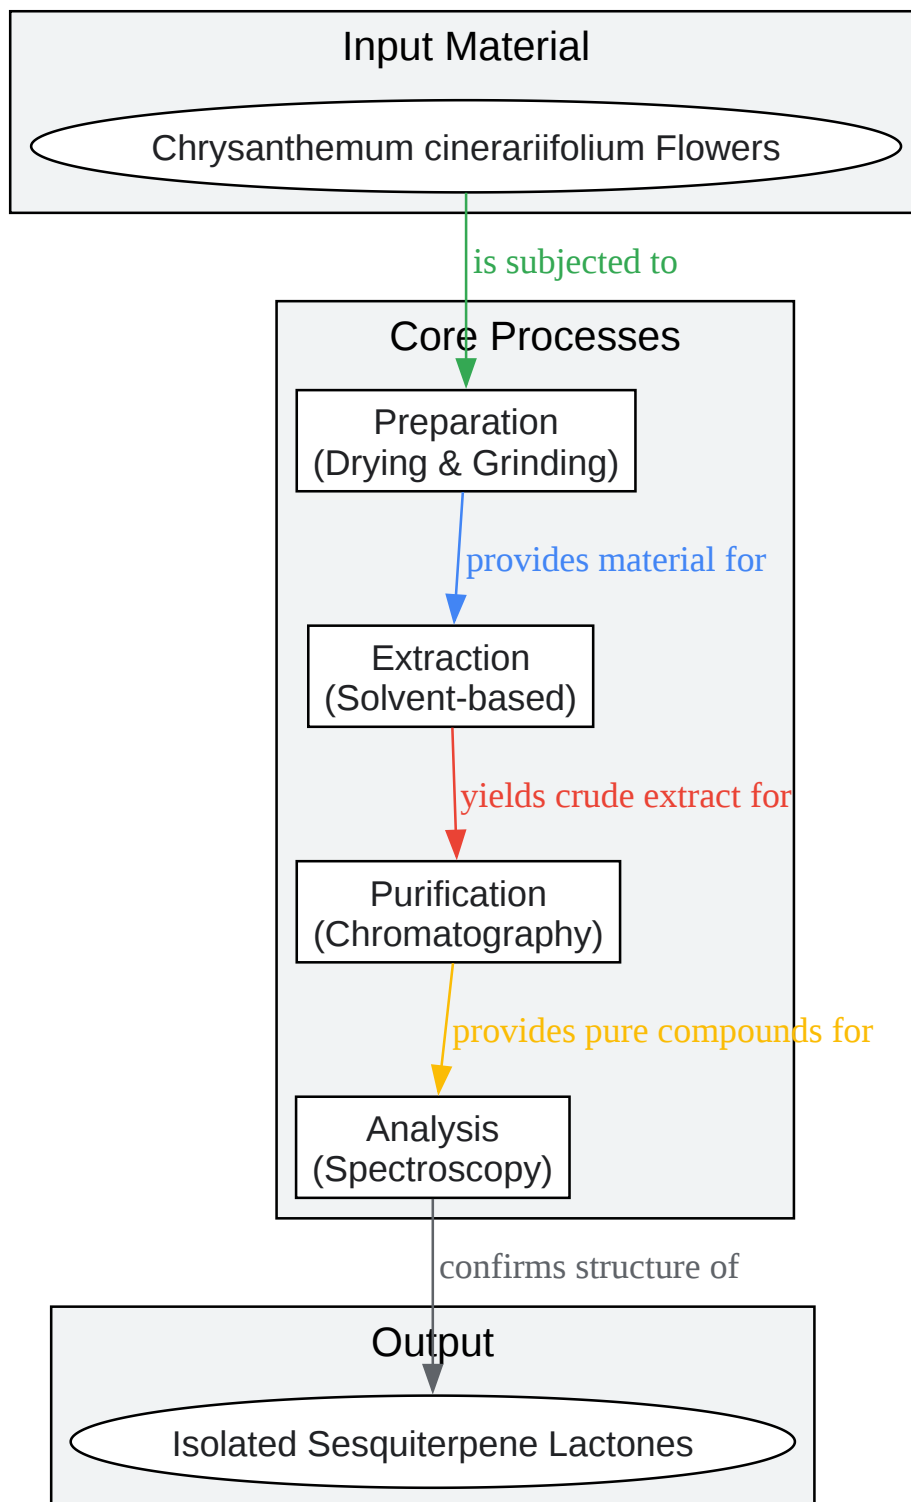 Input Material
Chrysanthemum cinerariifolium Flowers
is subjected to
Core Processes
Preparation
(Drying & Grinding)
provides material for
Extraction
(Solvent-based)
yields crude extract for
Purification
(Chromatography)
provides pure compounds for
Analysis
(Spectroscopy)
confirms structure of
Output
Isolated Sesquiterpene Lactones